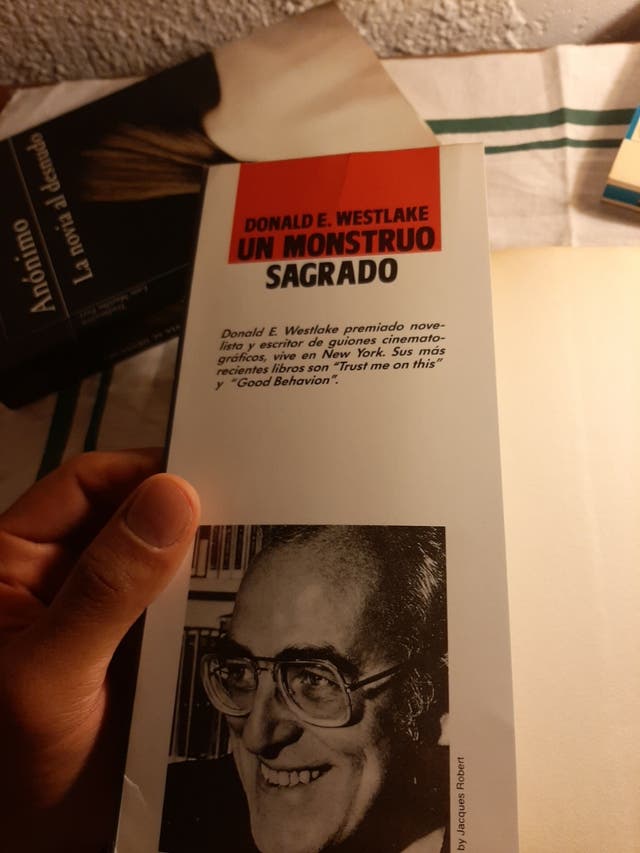 DONALD E. WESTLAKE
UN MONSTRUO
SAGRADO
Donald E. Westlake premiado nove-
lista y escritor de guiones cinemato-
gráficos, vive en New York. Sus más
recientes libros son "Trust me on this"
y "Good Behavion".
by Jacques Robert
Anónimo
La novia al desnudo